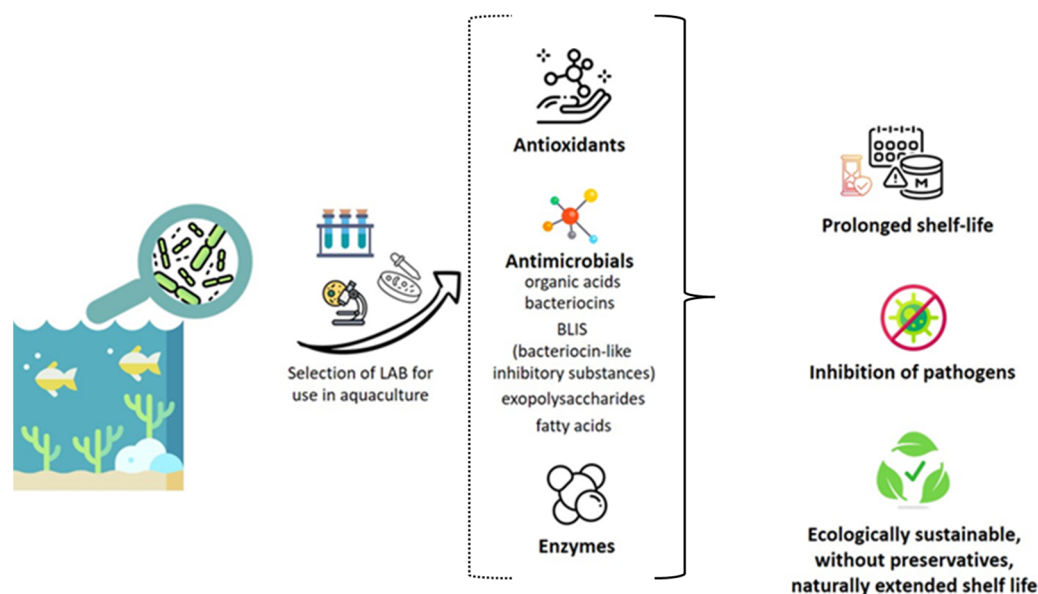 Selection of LAB for
use in aquaculture
Antioxidants
Antimicrobials
organic acids
bacteriocins
BLIS
(bacteriocin-like
inhibitory substances)
exopolysaccharides
fatty acids
Enzymes
M
Prolonged shelf-life
Inhibition of pathogens
Ecologically sustainable,
without preservatives,
naturally extended shelf life